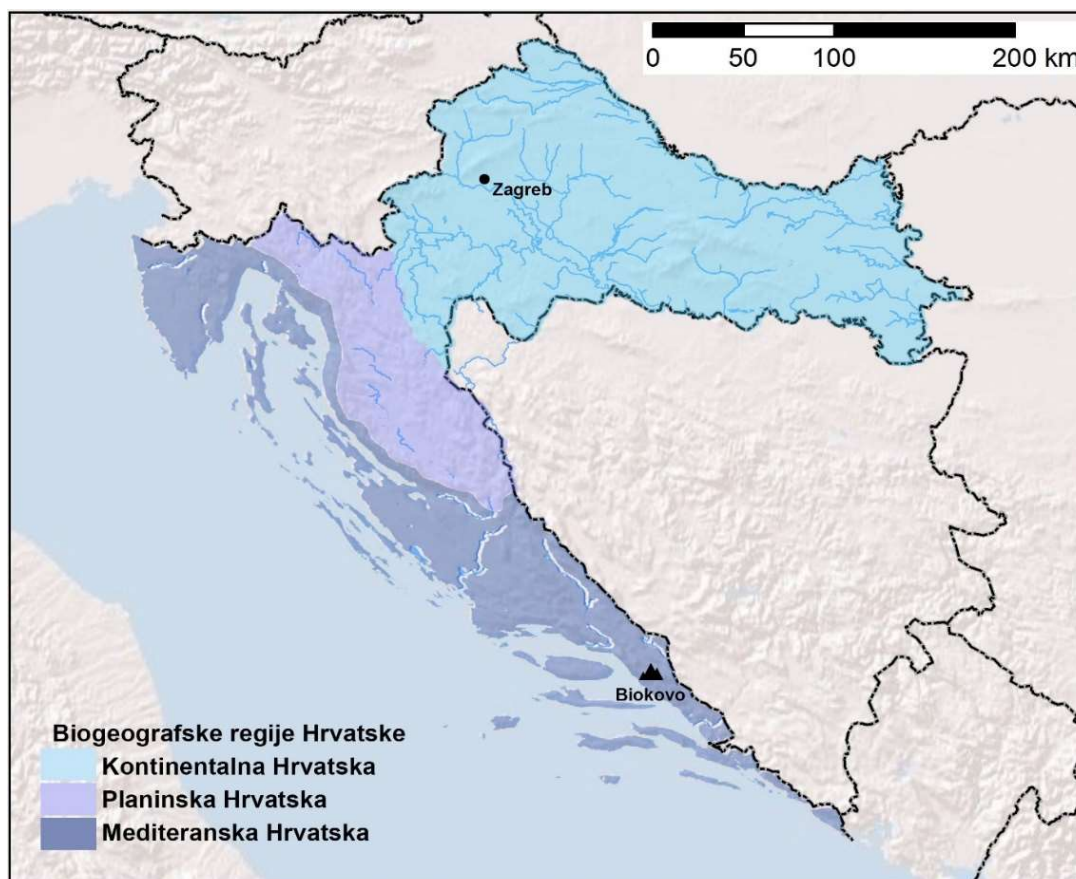 0 50 100 200 km
Zagreb
Biokovo
Biogeografske regije Hrvatske
Kontinentalna Hrvatska
Planinska Hrvatska
Mediteranska Hrvatska